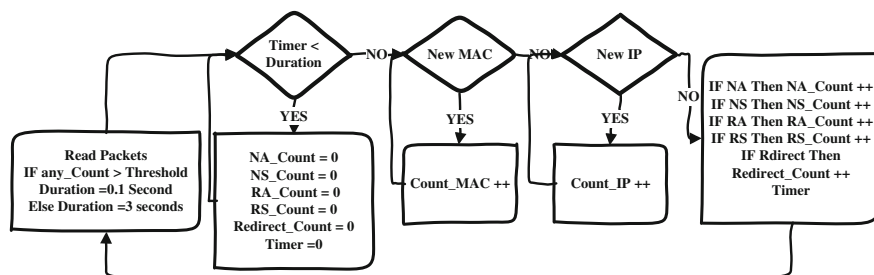 Timer <
Duration
NO
New MAC
NO
New IP
NO
YES
YES
YES
Read Packets
IF any_Count > Threshold
Duration =0.1 Second
Else Duration =3 seconds
NA_Count = 0
NS_Count = 0
RA_Count = 0
RS_Count = 0
Redirect_Count = 0
Timer =0
Count_MAC ++
Count_IP ++
IF NA Then NA_Count ++
IF NS Then NS_Count ++
IF RA Then RA_Count ++
IF RS Then RS_Count ++
IF Rdirect Then
Redirect_Count ++
Timer